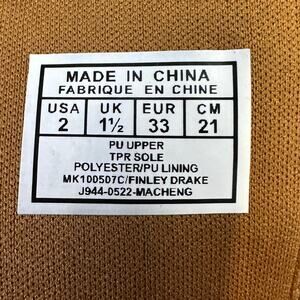 MADE IN CHINA
FABRIQUE EN CHINE
USA UK EUR CM
2 1½ 33 21
PU UPPER
TPR SOLE
POLYESTER/PU LINING
MK100507C/FINLEY DRAKE
J944-0522-MACHENG